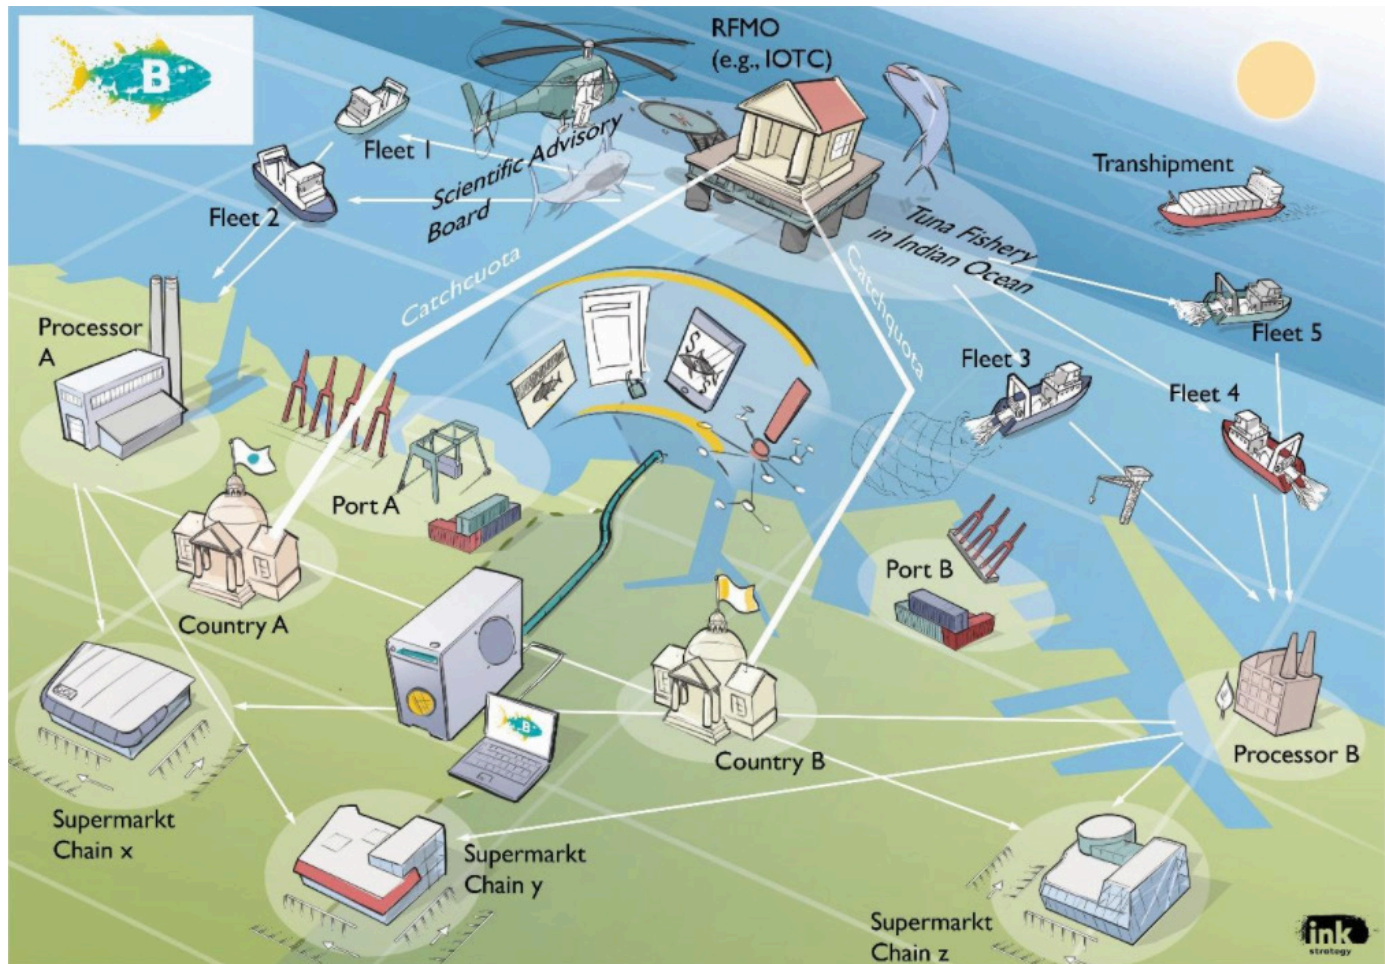 B
RFMO
(e.g., IOTC)
Fleet 1
Scientific Advisory
Board
Fleet 2
Transhipment
Tuna Fishery
in Indian Ocean
Catchcuota
Catchquota
Fleet 5
Processor
A
Fleet 3
Fleet 4
$
$
Port A
Port B
Country A
B
Country B
Processor B
Supermarkt
Chain x
Supermarkt
Chain y
Supermarkt
Chain z
ink
strategy